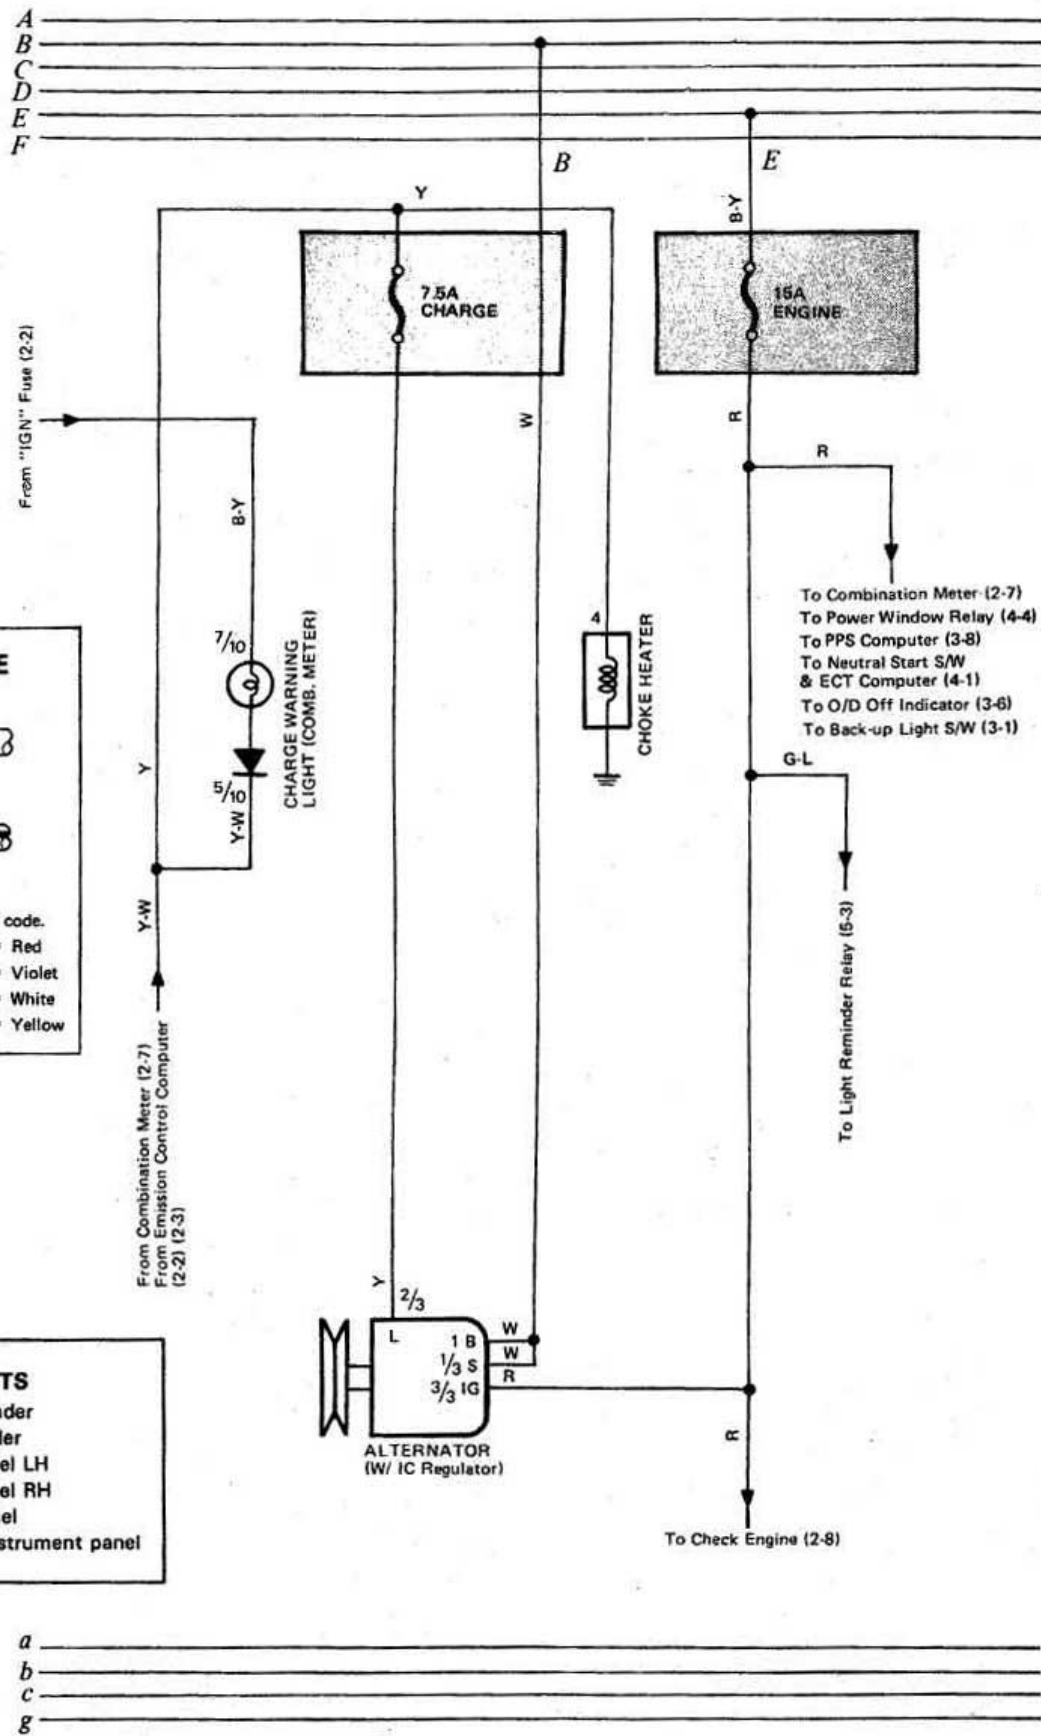 A
B
C
D
E
F
B
E
Y
B-Y
7.5A
CHARGE
15A
ENGINE
From "IGN" Fuse (2-2)
W
R
R
B-Y
To Combination Meter (2-7)
To Power Window Relay (4-4)
To PPS Computer (3-8)
To Neutral Start S/W
& ECT Computer (4-1)
To O/D Off Indicator (3-6)
To Back-up Light S/W (3-1)
7/10
CHARGE WARNING
LIGHT (COMB. METER)
4
CHOKE HEATER
Y
5/10
Y-W
G-L
Y-W
To Light Reminder Relay (5-3)
code.
Red
Violet
White
Yellow
From Combination Meter (2-7)
From Emission Control Computer
(2-2) (2-3)
Y
2/3
L
1 B
W
1/3 S
W
3/3 IG
R
R
ALTERNATOR
(W/ IC Regulator)
To Check Engine (2-8)
TS
nder
ler
el LH
el RH
el
strument panel
a
b
c
g